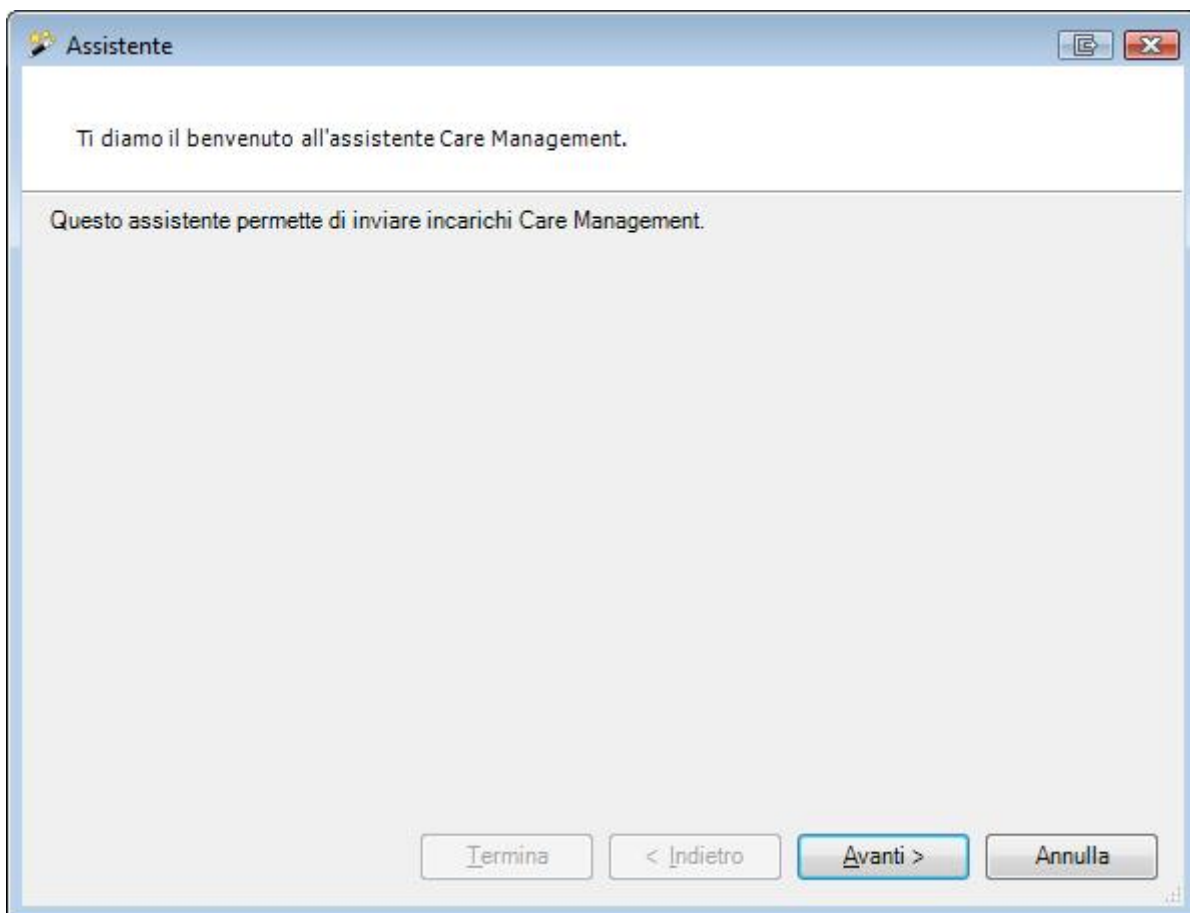 Assistente
Ti diamo il benvenuto all'assistente Care Management.
Questo assistente permette di inviare incarichi Care Management.
Termina
< Indietro
Avanti >
Annulla